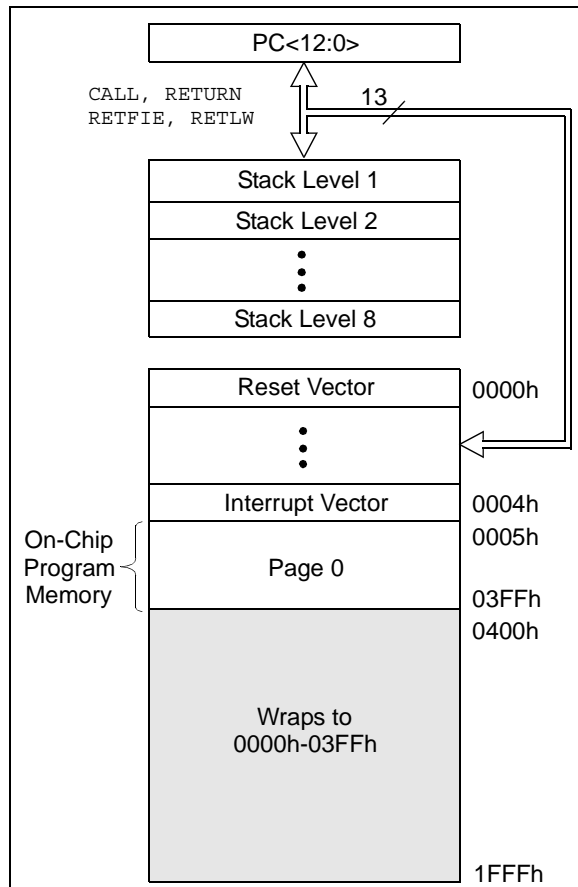 PC<12:0>
CALL, RETURN
RETFIE, RETLW
13
Stack Level 1
Stack Level 2
Stack Level 8
Reset Vector
0000h
Interrupt Vector
0004h
On-Chip
Program
Memory
0005h
Page 0
03FFh
0400h
Wraps to
0000h-03FFh
1FFFh